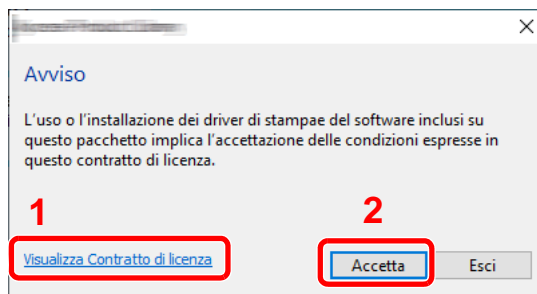 Avviso
L'uso o l'installazione dei driver di stampae del software inclusi su
questo pacchetto implica l'accettazione delle condizioni espresse in
questo contratto di licenza.
1
2
Visualizza Contratto di licenza
Accetta
Esci